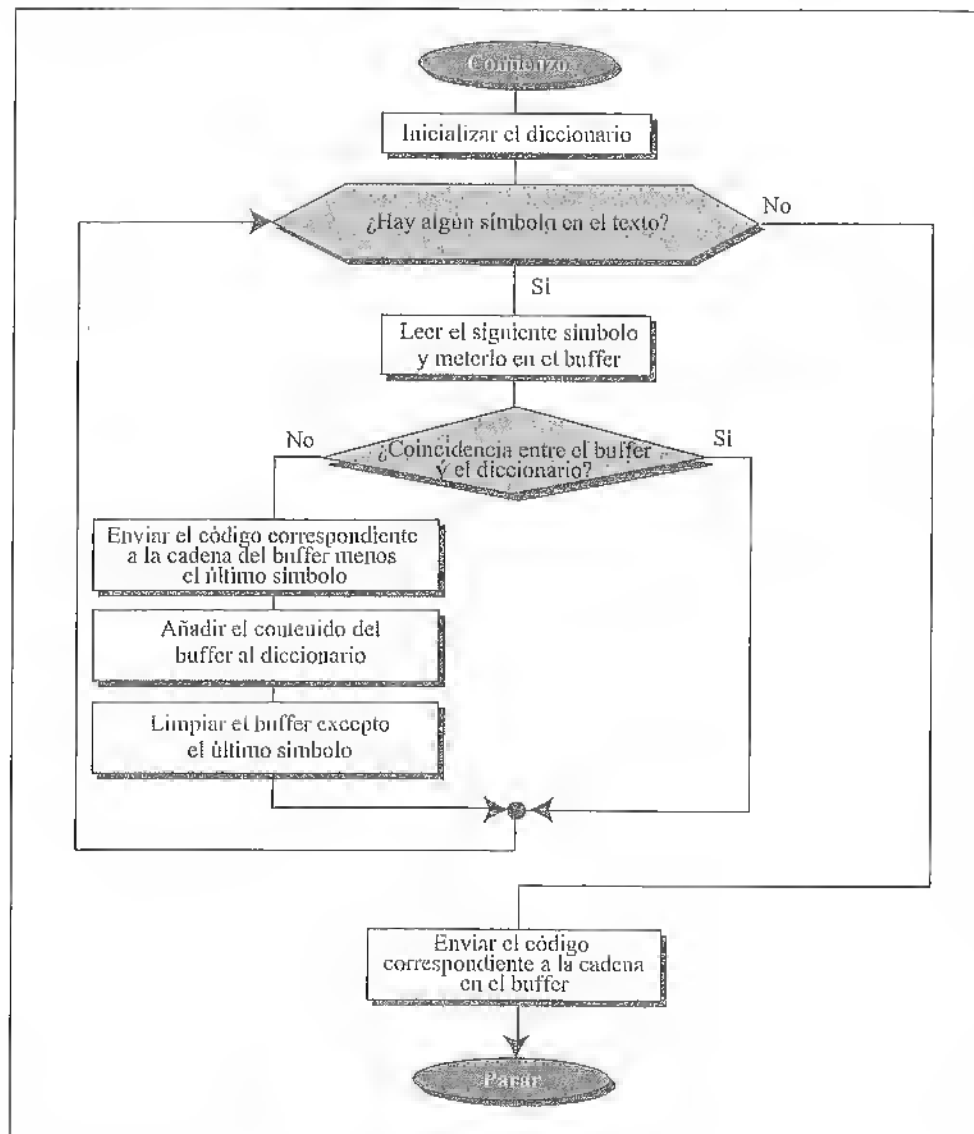 Comienzo
Inicializar el diccionario
¿Hay algún símbolo en el texto?
No
Si
Leer el siguiente símbolo
y meterlo en el buffer
No
¿Coincidencia entre el buffer
y el diccionario?
Si
Enviar el código correspondiente
a la cadena del buffer menos
el último símbolo
Añadir el contenido del
buffer al diccionario
Limpiar el buffer excepto
el último símbolo
Enviar el código
correspondiente a la cadena
en el buffer
Parar